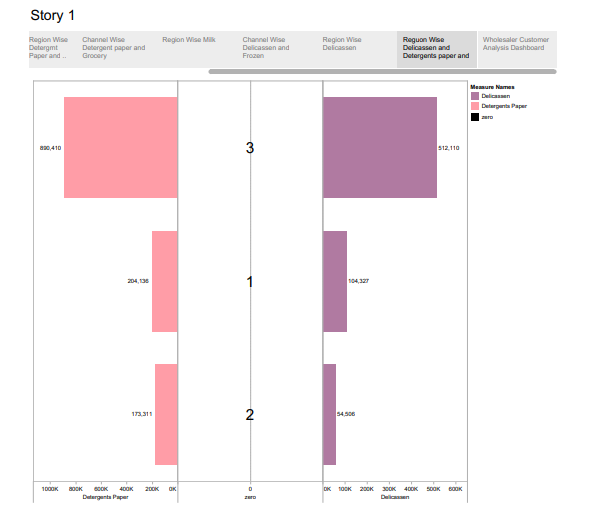 Story 1
Region Wise
Detergmt
Paper and ..
Channel Wise
Detergent paper and
Grocery
Region Wise Milk
Channel Wise
Delicassen and
Frozen
Region Wise
Delicassen
Reguon Wise
Delicassen and
Detergents paper and
Wholesaler Customer
Analysis Dashboard
Measure Names
Delicassen
Detergents Paper
zero
890,410
3
512,110
204,136
1
104,327
173,311
2
54,506
1000K 800K 600K 400K 200K 0K
Detergents Paper
0
zero
0K 100K 200K 300K 400K 500K 600K
Delicassen